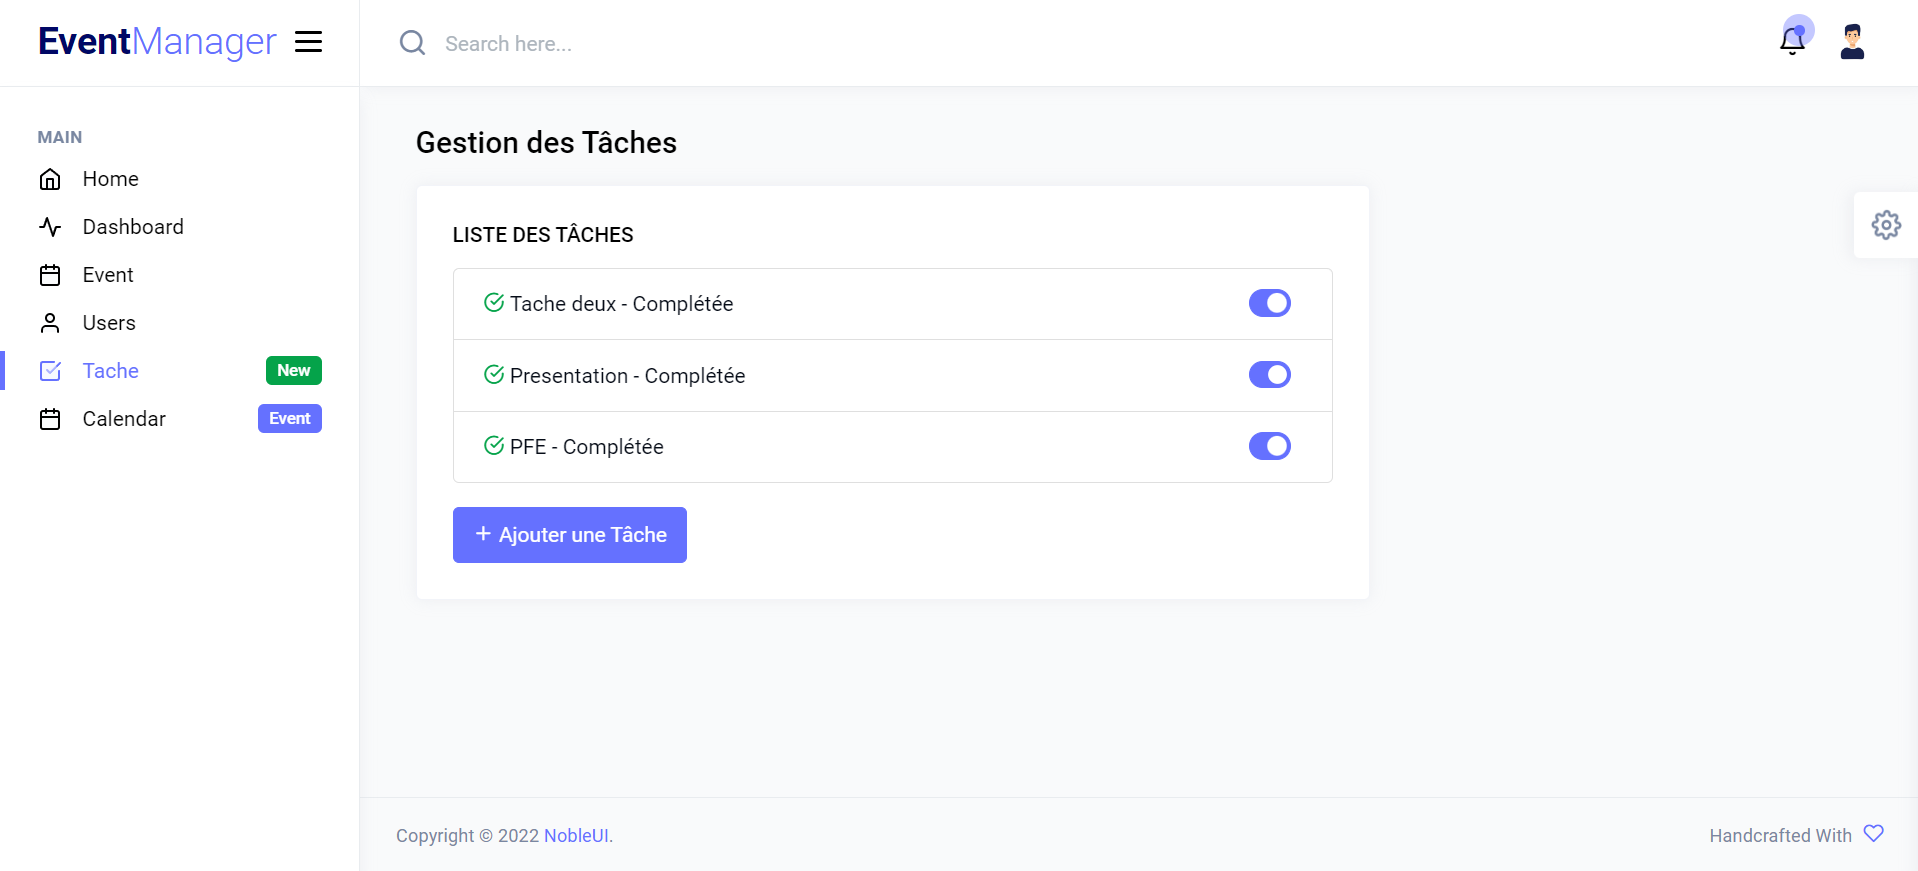 EventManager
Search here...
MAIN
Home
Dashboard
Event
Users
Tache New
Calendar Event
Gestion des Tâches
LISTE DES TÂCHES
Tache deux - Complétée
Presentation - Complétée
PFE - Complétée
+ Ajouter une Tâche
Copyright © 2022 NobleUI.
Handcrafted With